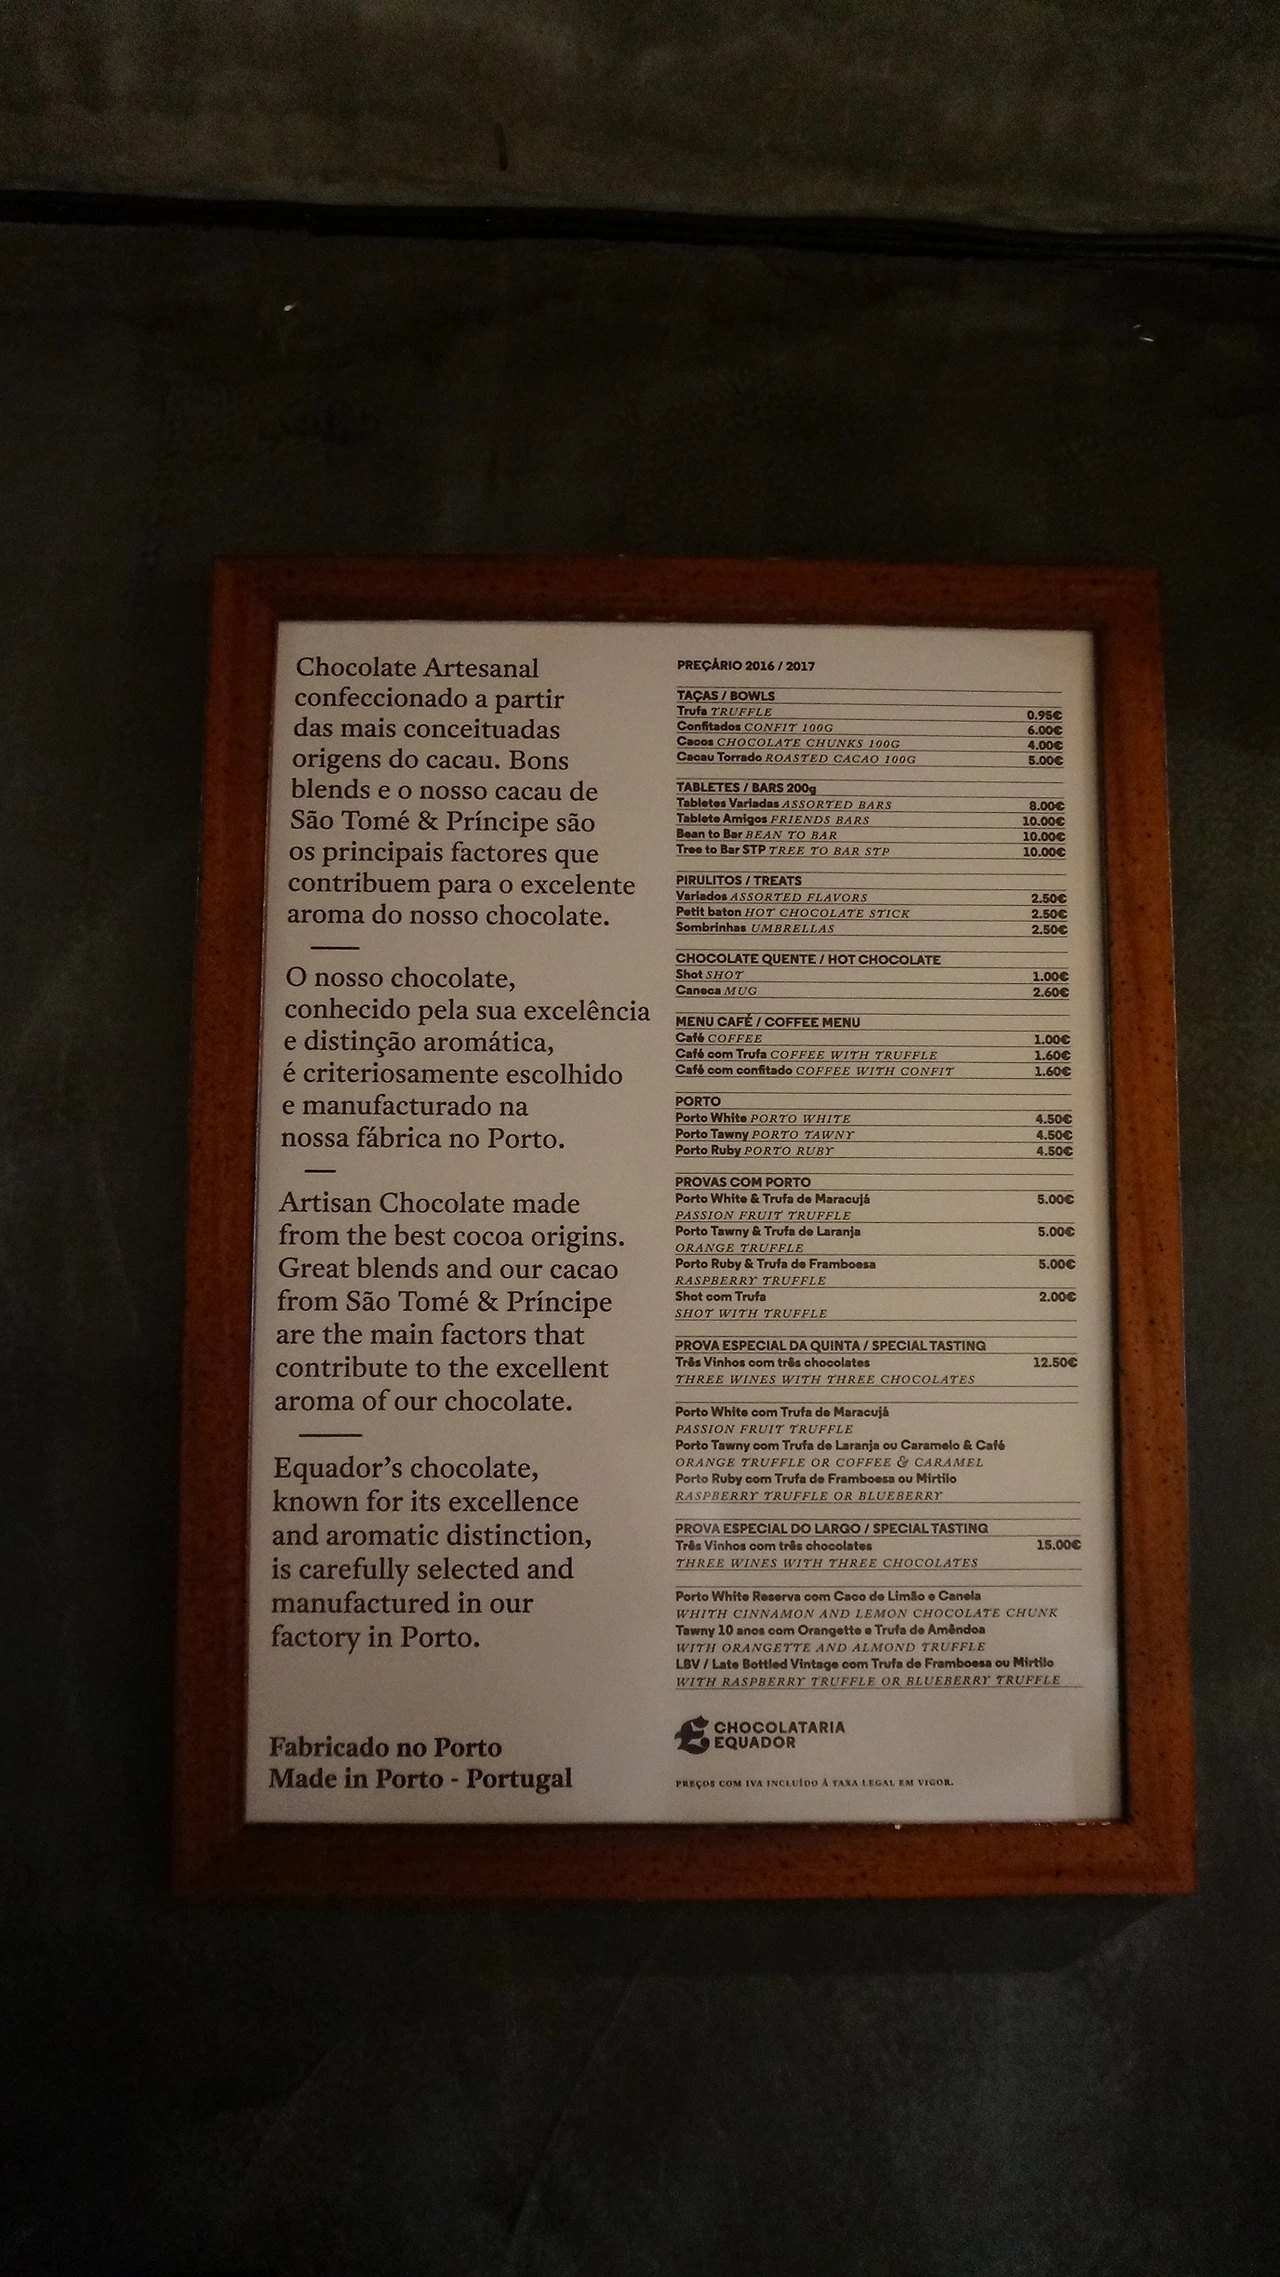 Chocolate Artesanal
confeccionado a partir
das mais conceituadas
origens do cacau. Bons
blends e o nosso cacau de
São Tomé & Príncipe são
os principais factores que
contribuem para o excelente
aroma do nosso chocolate.
O nosso chocolate,
conhecido pela sua excelência
e distinção aromática,
é criteriosamente escolhido
e manufacturado na
nossa fábrica no Porto.
Artisan Chocolate made
from the best cocoa origins.
Great blends and our cacao
from São Tomé & Príncipe
are the main factors that
contribute to the excellent
aroma of our chocolate.
Equador's chocolate,
known for its excellence
and aromatic distinction,
is carefully selected and
manufactured in our
factory in Porto.
Fabricado no Porto
Made in Porto - Portugal
PREÇÁRIO 2016 / 2017
TAÇAS / BOWLS
Trufa TRUFFLE 0.95€
Confitados CONFIT 100G 6.00€
Cacos CHOCOLATE CHUNKS 100G 4.00€
Cacau Torrado ROASTED CACAO 100G 5.00€
TABLETES / BARS 200g
Tabletes Variadas ASSORTED BARS 8.00€
Tablete Amigos FRIENDS BARS 10.00€
Bean to Bar BEAN TO BAR 10.00€
Tree to Bar STP TREE TO BAR STP 10.00€
PIRULITOS / TREATS
Variados ASSORTED FLAVORS 2.50€
Petit baton HOT CHOCOLATE STICK 2.50€
Sombrinhas UMBRELLAS 2.50€
CHOCOLATE QUENTE / HOT CHOCOLATE
Shot SHOT 1.00€
Caneca MUG 2.60€
MENU CAFÉ / COFFEE MENU
Café COFFEE 1.00€
Café com Trufa COFFEE WITH TRUFFLE 1.60€
Café com confitado COFFEE WITH CONFIT 1.60€
PORTO
Porto White PORTO WHITE 4.50€
Porto Tawny PORTO TAWNY 4.50€
Porto Ruby PORTO RUBY 4.50€
PROVAS COM PORTO
Porto White & Trufa de Maracujá 5.00€
PASSION FRUIT TRUFFLE
Porto Tawny & Trufa de Laranja 5.00€
ORANGE TRUFFLE
Porto Ruby & Trufa de Framboesa 5.00€
RASPBERRY TRUFFLE
Shot com Trufa 2.00€
SHOT WITH TRUFFLE
PROVA ESPECIAL DA QUINTA / SPECIAL TASTING
Três Vinhos com três chocolates 12.50€
THREE WINES WITH THREE CHOCOLATES
Porto White com Trufa de Maracujá
PASSION FRUIT TRUFFLE
Porto Tawny com Trufa de Laranja ou Caramelo & Café
ORANGE TRUFFLE OR COFFEE & CARAMEL
Porto Ruby com Trufa de Framboesa ou Mirtilo
RASPBERRY TRUFFLE OR BLUEBERRY
PROVA ESPECIAL DO LARGO / SPECIAL TASTING
Três Vinhos com três chocolates 15.00€
THREE WINES WITH THREE CHOCOLATES
Porto White Reserva com Caco de Limão e Canela
WHITH CINNAMON AND LEMON CHOCOLATE CHUNK
Tawny 10 anos com Orangette e Trufa de Amêndoa
WITH ORANGETTE AND ALMOND TRUFFLE
LBV / Late Bottled Vintage com Trufa de Framboesa ou Mirtilo
WITH RASPBERRY TRUFFLE OR BLUEBERRY TRUFFLE
CHOCOLATARIA
EQUADOR
PREÇOS COM IVA INCLUÍDO À TAXA LEGAL EM VIGOR.